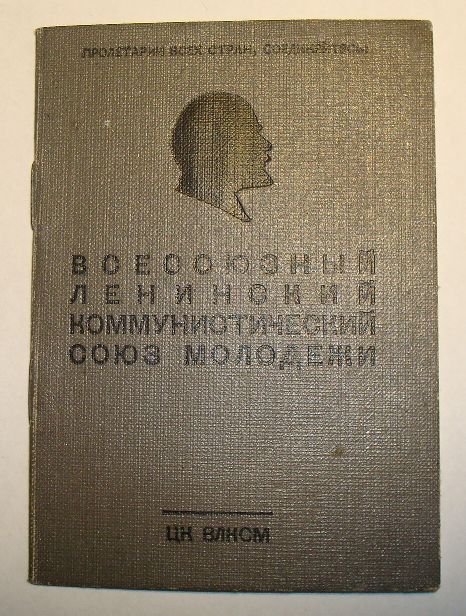 ПРОЛЕТАРИИ ВСЕХ СТРАН, СОЕДИНЯЙТЕСЬ!
ВСЕСОЮЗНЫЙ
ЛЕНИНСКИЙ
КОММУНИСТИЧЕСКИЙ
СОЮЗ МОЛОДЕЖИ
ЦК ВЛКСМ